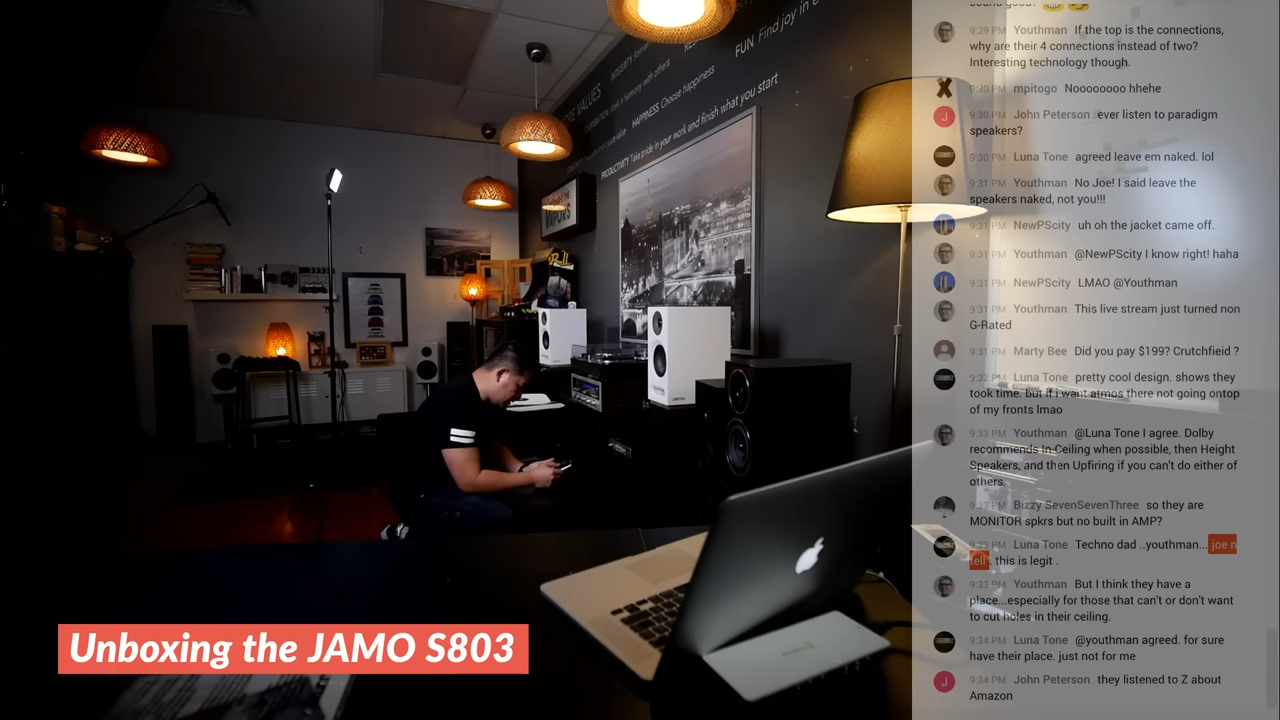 sound good?
9:29 PM Youthman If the top is the connections,
why are their 4 connections instead of two?
Interesting technology though.
9:30 PM mpitogo Noooooooo hhehe
9:30 PM John Peterson ever listen to paradigm
speakers?
9:30 PM Luna Tone agreed leave em naked. lol
9:31 PM Youthman No Joe! I said leave the
speakers naked, not you!!!
9:31 PM NewPScity uh oh the jacket came off.
9:31 PM Youthman @NewPScity I know right! haha
9:31 PM NewPScity LMAO @Youthman
9:31 PM Youthman This live stream just turned non
G-Rated
9:31 PM Marty Bee Did you pay $199? Crutchfield ?
9:32 PM Luna Tone pretty cool design. shows they
took time. but if i want atmos there not going ontop
of my fronts lmao
9:33 PM Youthman @Luna Tone I agree. Dolby
recommends In-Ceiling when possible, then Height
Speakers, and then Upfiring if you can't do either of
others.
9:33 PM Bizzy SevenSevenThree so they are
MONITOR spkrs but no built in AMP?
9:33 PM Luna Tone Techno dad ..youthman... joe n
tell . this is legit .
9:33 PM Youthman But I think they have a
place...especially for those that can't or don't want
to cut holes in their ceiling.
9:34 PM Luna Tone @youthman agreed. for sure
have their place. just not for me
9:34 PM John Peterson they listened to Z about
Amazon
J
J
FUN Find joy in
HAPPINESS Choose happiness
PRODUCTIVITY Take pride in your work and finish what you start
VALUES
INTEGRITY
VAPORS
JAMO
Unboxing the JAMO S803